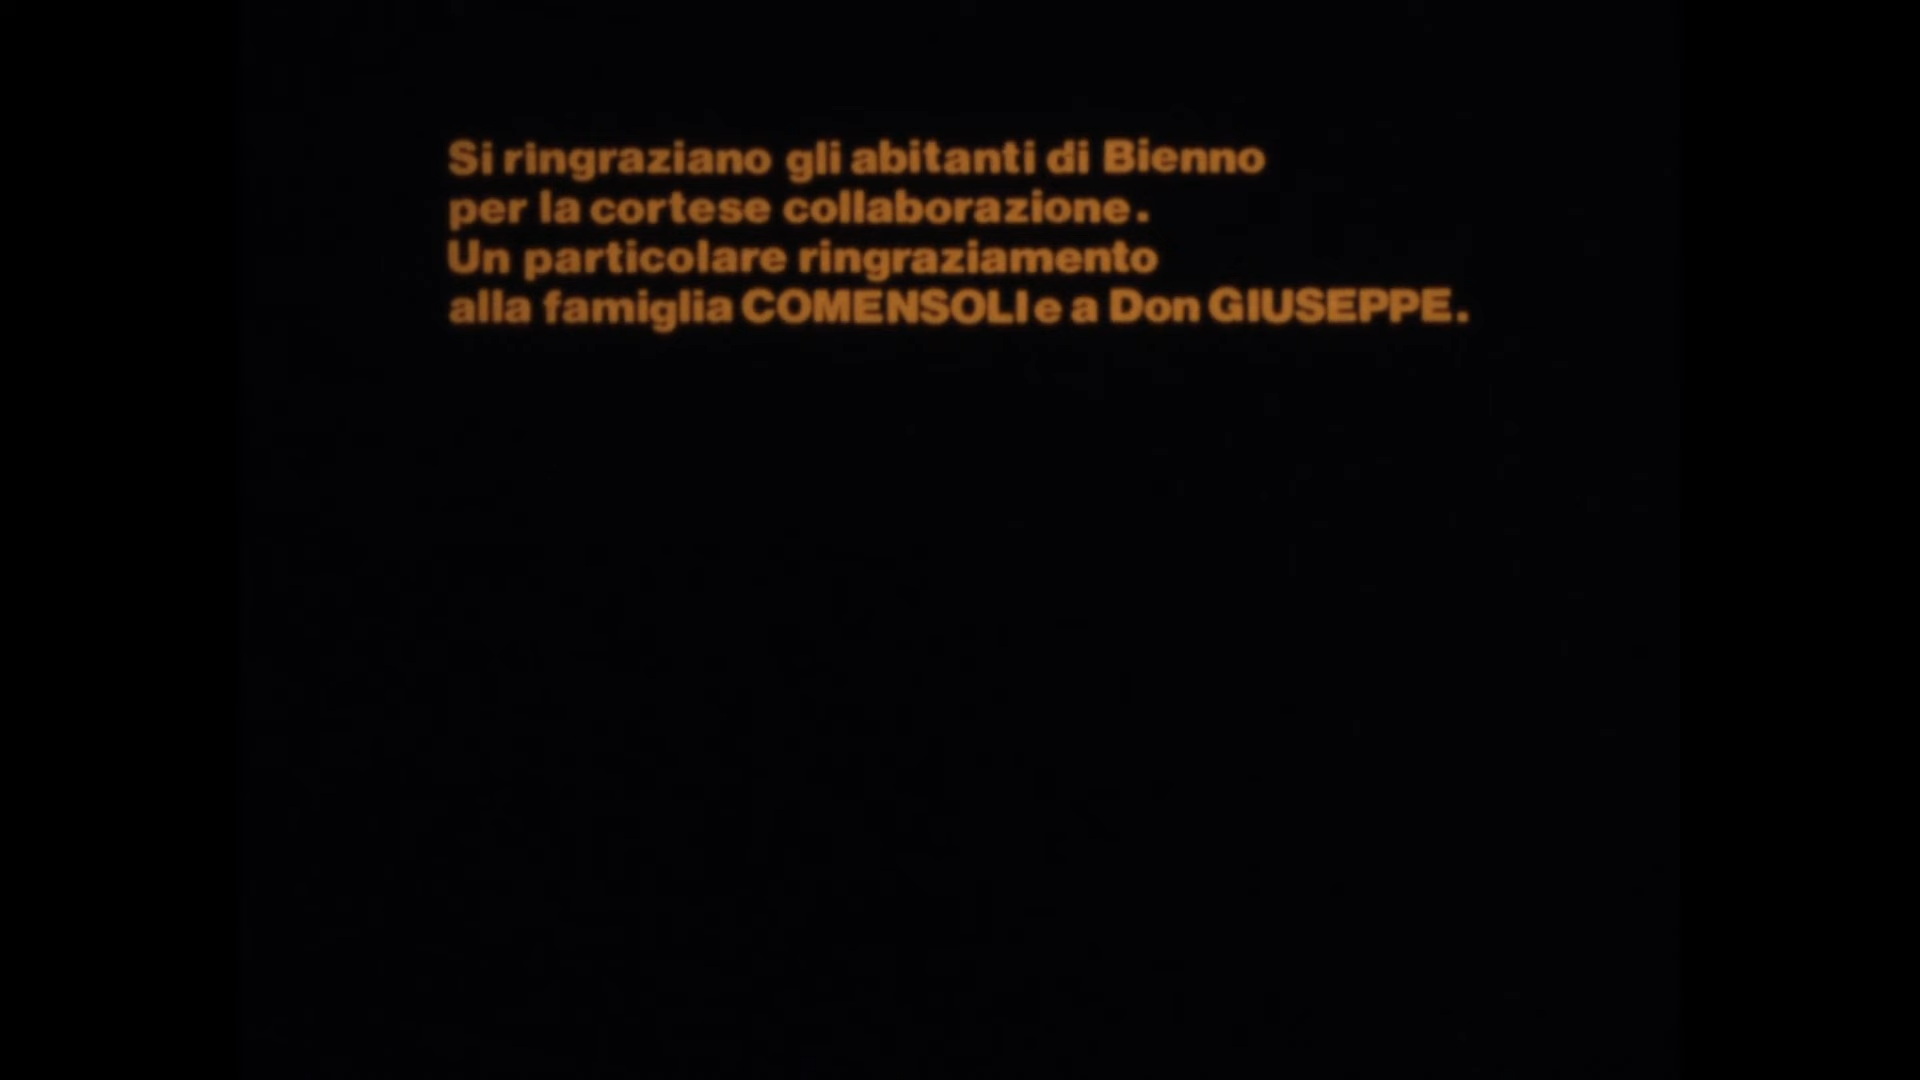 Si ringraziano gli abitanti di Bienno
per la cortese collaborazione.
Un particolare ringraziamento
alla famiglia COMENSOLI e a Don GIUSEPPE.